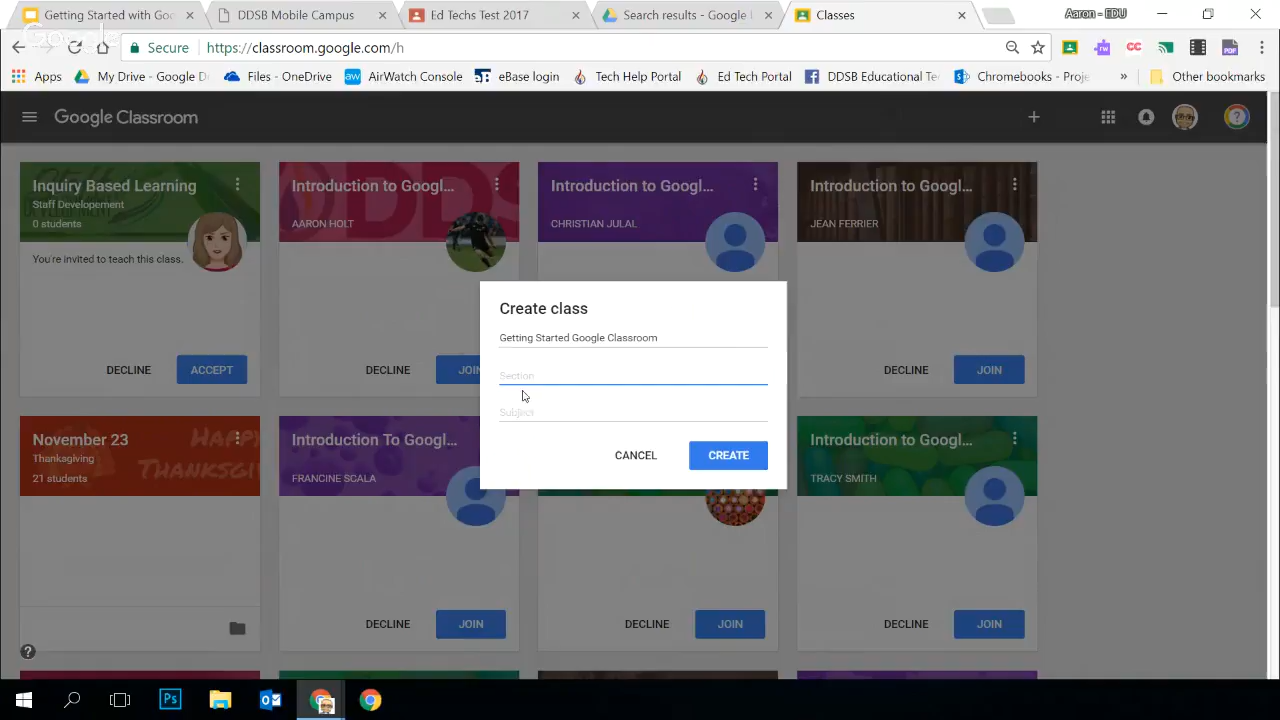 Getting Started with Goo
DDSB Mobile Campus
Ed Techs Test 2017
Search results - Google
Classes
Aaron - EDU
Google
Secure
https://classroom.google.com/h
Apps
My Drive - Google D
Files - OneDrive
AirWatch Console
eBase login
Tech Help Portal
Ed Tech Portal
DDSB Educational Te
Chromebooks - Proje
»
Other bookmarks
Google Classroom
Inquiry Based Learning
Staff Developement
0 students
You're invited to teach this class.
DECLINE
ACCEPT
Introduction to Googl...
AARON HOLT
DECLINE
JOIN
Introduction to Googl...
CHRISTIAN JULAL
Introduction to Googl...
JEAN FERRIER
DECLINE
JOIN
Create class
Getting Started Google Classroom
Section
Subject
CANCEL
CREATE
November 23
Thanksgiving
21 students
Introduction To Googl...
FRANCINE SCALA
DECLINE
JOIN
DECLINE
JOIN
Introduction to Googl...
TRACY SMITH
DECLINE
JOIN